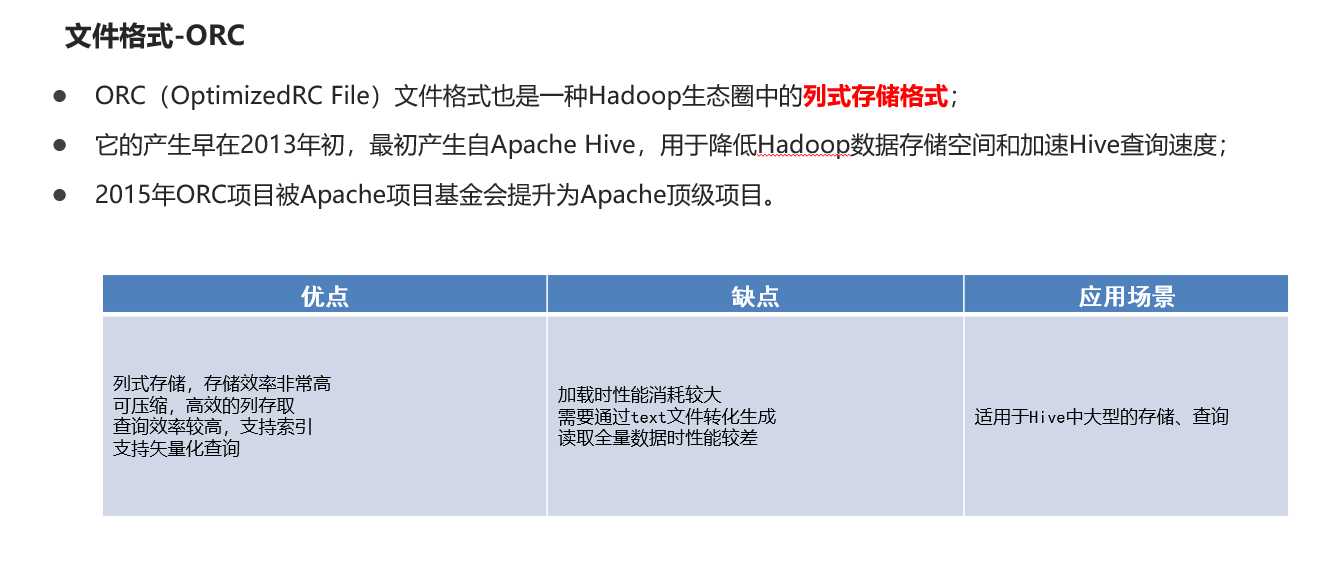 文件格式-ORC
● ORC（OptimizedRC File）文件格式也是一种Hadoop生态圈中的列式存储格式；
● 它的产生早在2013年初，最初产生自Apache Hive，用于降低Hadoop数据存储空间和加速Hive查询速度；
● 2015年ORC项目被Apache项目基金会提升为Apache顶级项目。
优点 缺点 应用场景
列式存储，存储效率非常高
可压缩，高效的列存取
查询效率较高，支持索引
支持矢量化查询
加载时性能消耗较大
需要通过text文件转化生成
读取全量数据时性能较差
适用于Hive中大型的存储、查询